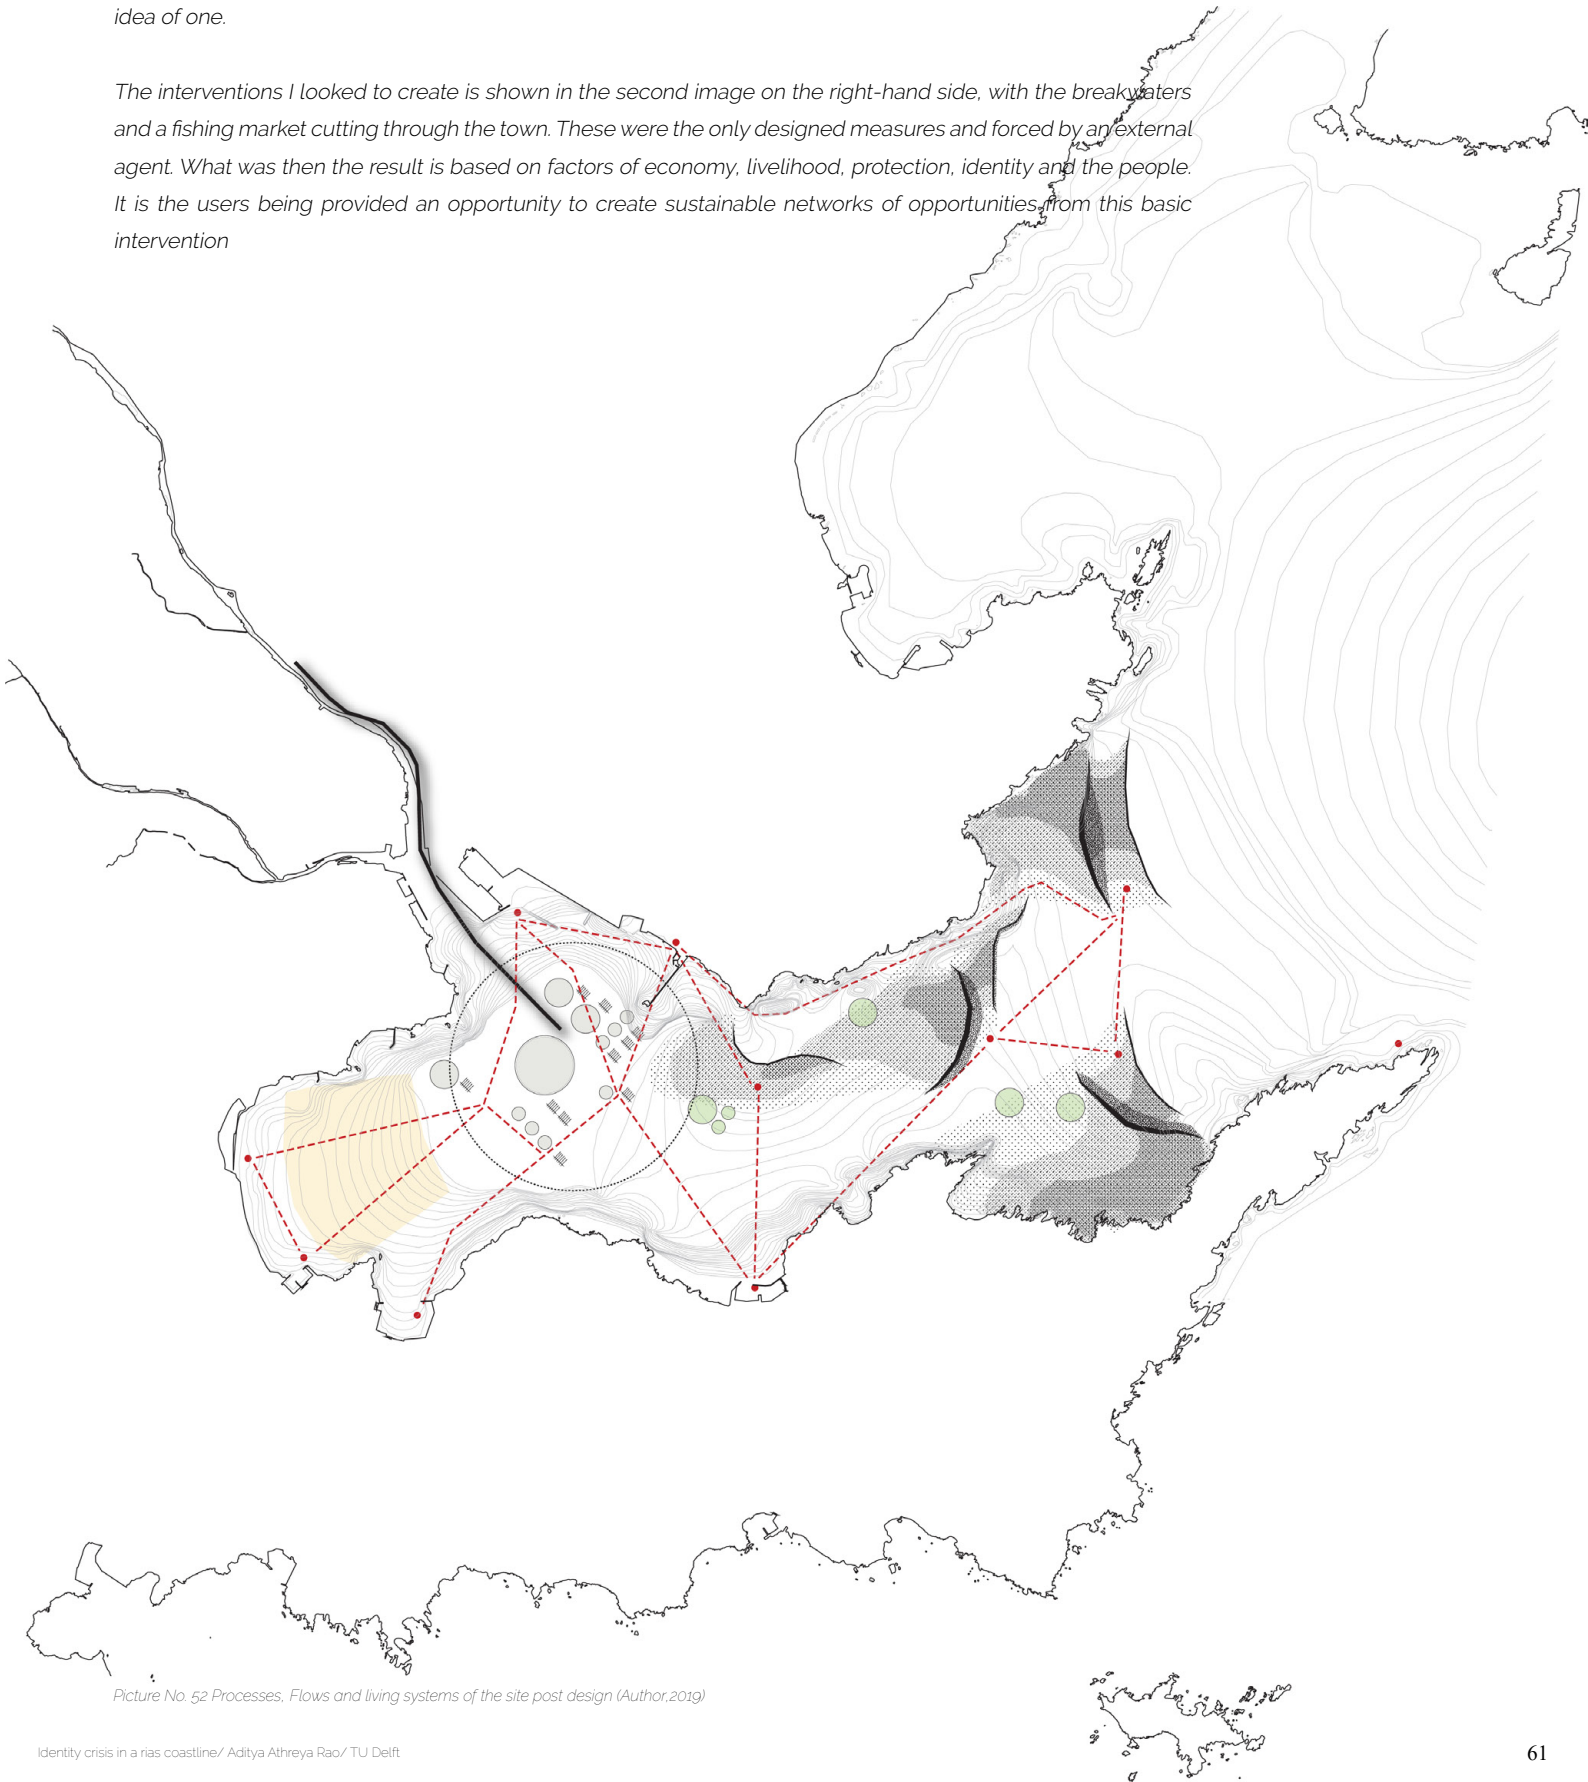 idea of one.
The interventions I looked to create is shown in the second image on the right-hand side, with the breakwaters
and a fishing market cutting through the town. These were the only designed measures and forced by an external
agent. What was then the result is based on factors of economy, livelihood, protection, identity and the people.
It is the users being provided an opportunity to create sustainable networks of opportunities from this basic
intervention
Picture No. 52 Processes, Flows and living systems of the site post design (Author,2019)
Identity crisis in a rias coastline/ Aditya Athreya Rao/ TU Delft
61